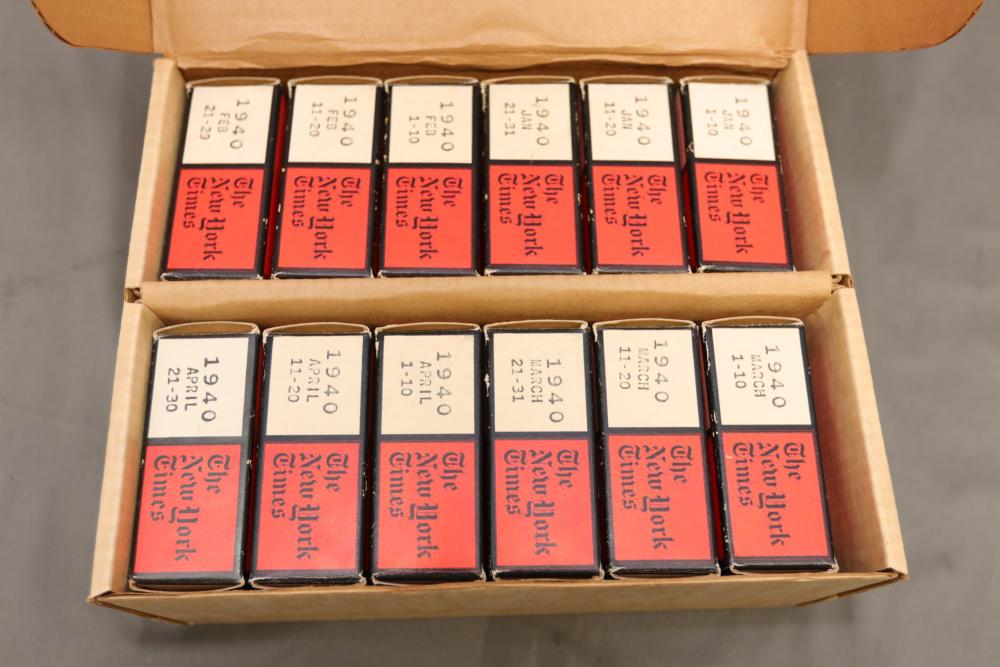 1940
FEB
21-29
The
New York
Times
1940
FEB
11-20
The
New York
Times
1940
FEB
1-10
The
New York
Times
1940
JAN
21-31
The
New York
Times
1940
JAN
11-20
The
New York
Times
1940
JAN
1-10
The
New York
Times
1940
APRIL
21-30
The
New York
Times
1940
APRIL
11-20
The
New York
Times
1940
APRIL
1-10
The
New York
Times
1940
MARCH
21-31
The
New York
Times
1940
MARCH
11-20
The
New York
Times
1940
MARCH
1-10
The
New York
Times